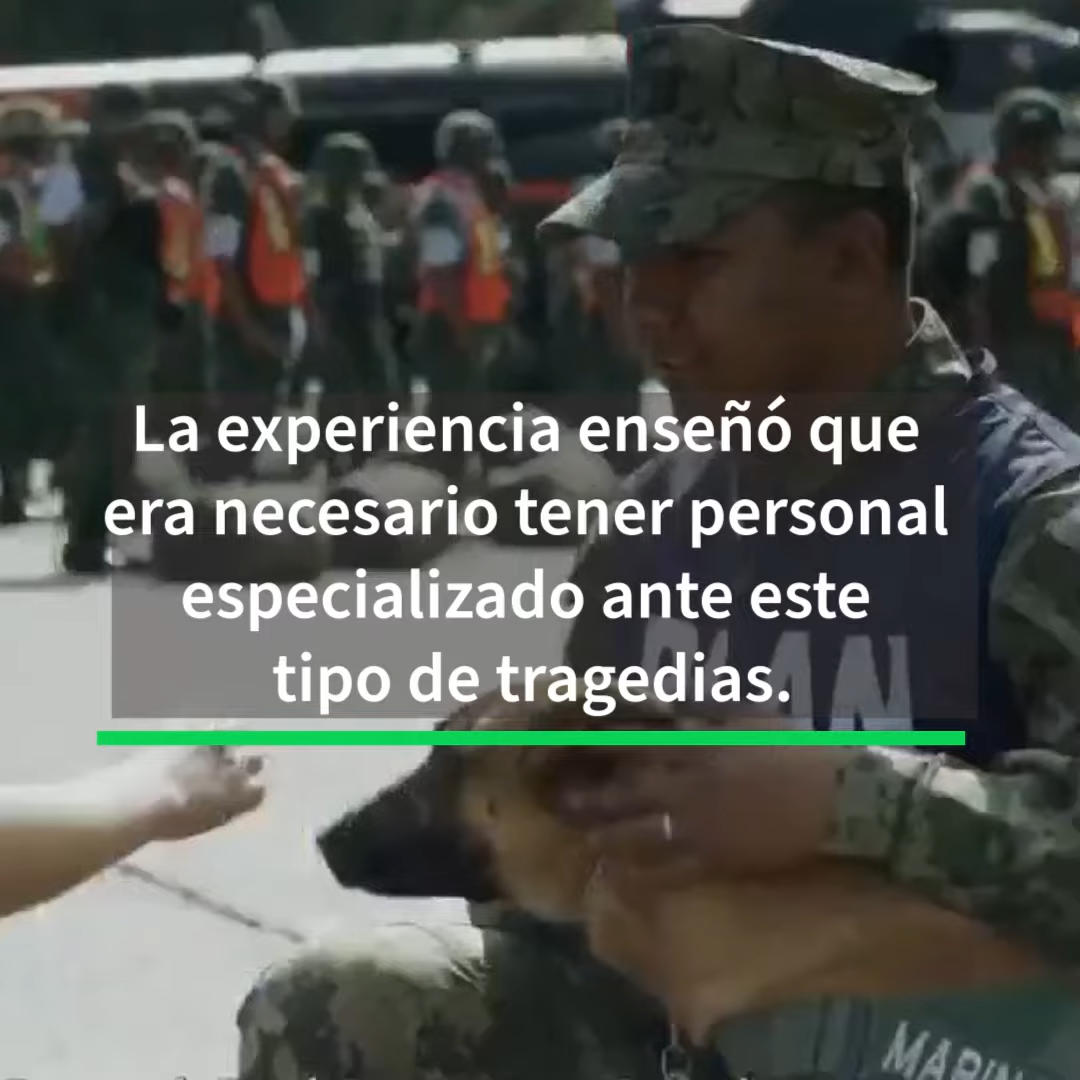 La experiencia enseñó que
era necesario tener personal
especializado ante este
tipo de tragedias.